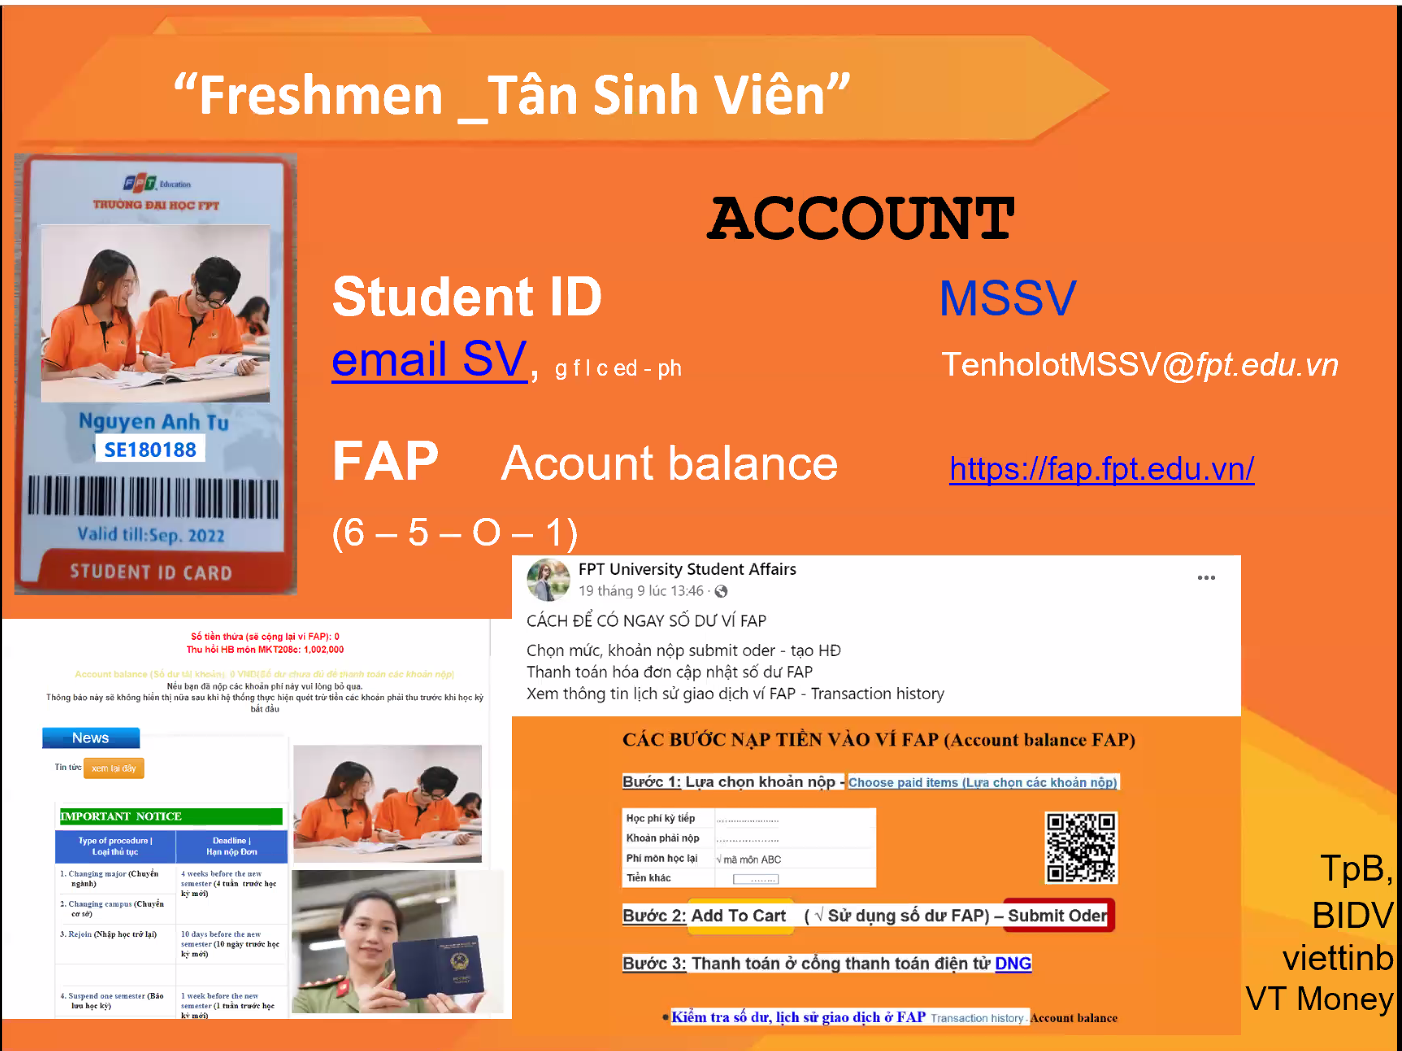 “Freshmen _Tân Sinh Viên”
FPT Education
TRƯỜNG ĐẠI HỌC FPT
Nguyen Anh Tu
SE180188
Valid till:Sep. 2022
STUDENT ID CARD
ACCOUNT
Student ID MSSV
email SV, g f l c ed - ph TenholotMSSV@fpt.edu.vn
FAP Acount balance https://fap.fpt.edu.vn/
(6 – 5 – O – 1)
Số tiền thừa (sẽ cộng lại ví FAP): 0
Thu hồi HB môn MKT208c: 1,002,000
Account balance (Số dư tài khoản: 0 VND(Số dư chưa đủ để thanh toán các khoản nộp)
Nếu bạn đã nộp các khoản phí này vui lòng bỏ qua.
Thông báo này sẽ không hiển thị nữa sau khi hệ thống thực hiện quét trừ tiền các khoản phải thu trước khi học kỳ
bắt đầu
News
Tin tức xem tại đây
IMPORTANT NOTICE
Type of procedure | Loại thủ tục
Deadline | Hạn nộp Đơn
1. Changing major (Chuyển
ngành)
2. Changing campus (Chuyển
cơ sở)
4 weeks before the new
semester (4 tuần trước học
kỳ mới)
3. Rejoin (Nhập học trở lại)
10 days before the new
semester (10 ngày trước học
kỳ mới)
4. Suspend one semester (Bảo
lưu học kỳ)
1 week before the new
semester (1 tuần trước học
kỳ mới)
FPT University Student Affairs
19 tháng 9 lúc 13:46 ·
CÁCH ĐỂ CÓ NGAY SỐ DƯ VÍ FAP
Chọn mức, khoản nộp submit oder - tạo HĐ
Thanh toán hóa đơn cập nhật số dư FAP
Xem thông tin lịch sử giao dịch ví FAP - Transaction history
CÁC BƯỚC NẠP TIỀN VÀO VÍ FAP (Account balance FAP)
Bước 1: Lựa chọn khoản nộp - Choose paid items (Lựa chọn các khoản nộp)
Học phí kỳ tiếp ......................
Khoản phải nộp ......................
Phí môn học lại √ mã môn ABC
Tiền khác ........
Bước 2: Add To Cart ( √ Sử dụng số dư FAP) – Submit Oder
Bước 3: Thanh toán ở cổng thanh toán điện tử DNG
• Kiểm tra số dư, lịch sử giao dịch ở FAP Transaction history - Account balance
TpB,
BIDV
viettinb
VT Money